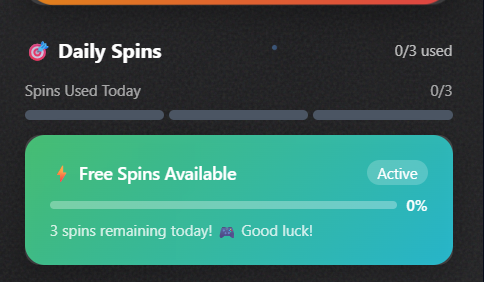 🎯 Daily Spins 0/3 used
Spins Used Today 0/3
⚡ Free Spins Available Active
0%
3 spins remaining today! 🎮 Good luck!